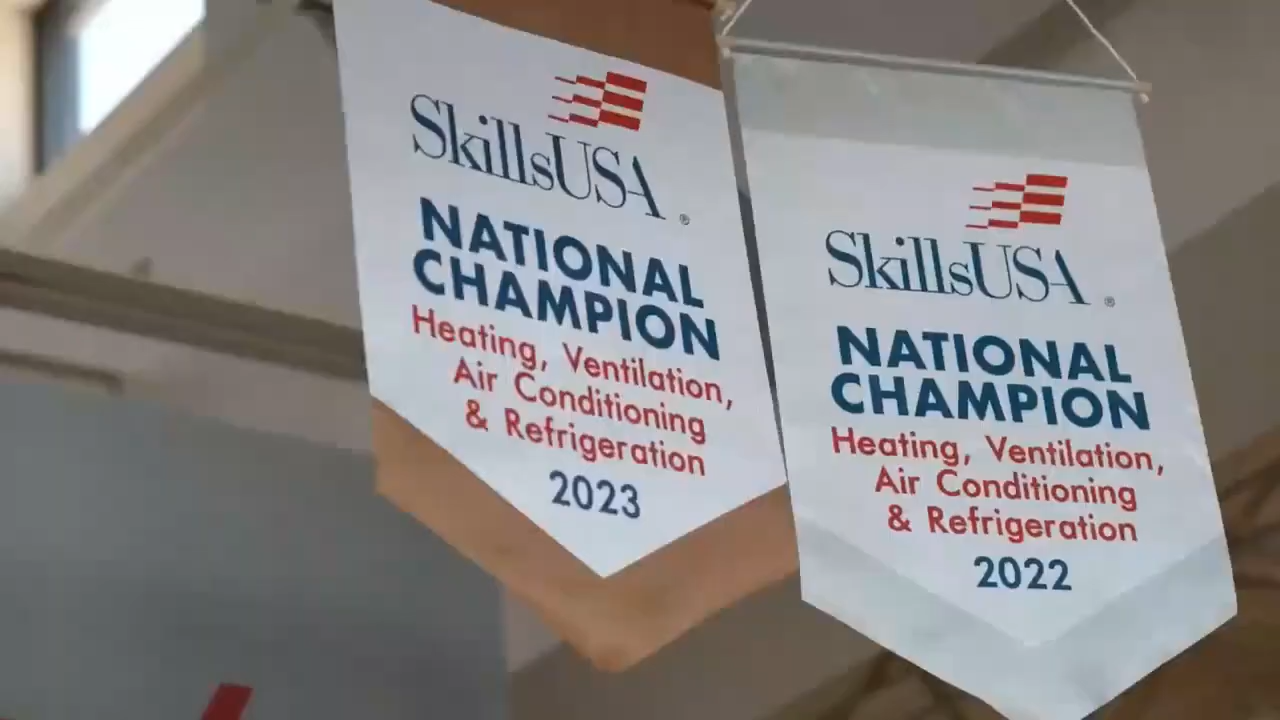 SkillsUSA®
NATIONAL
CHAMPION
Heating, Ventilation,
Air Conditioning
& Refrigeration
2023
SkillsUSA®
NATIONAL
CHAMPION
Heating, Ventilation,
Air Conditioning
& Refrigeration
2022